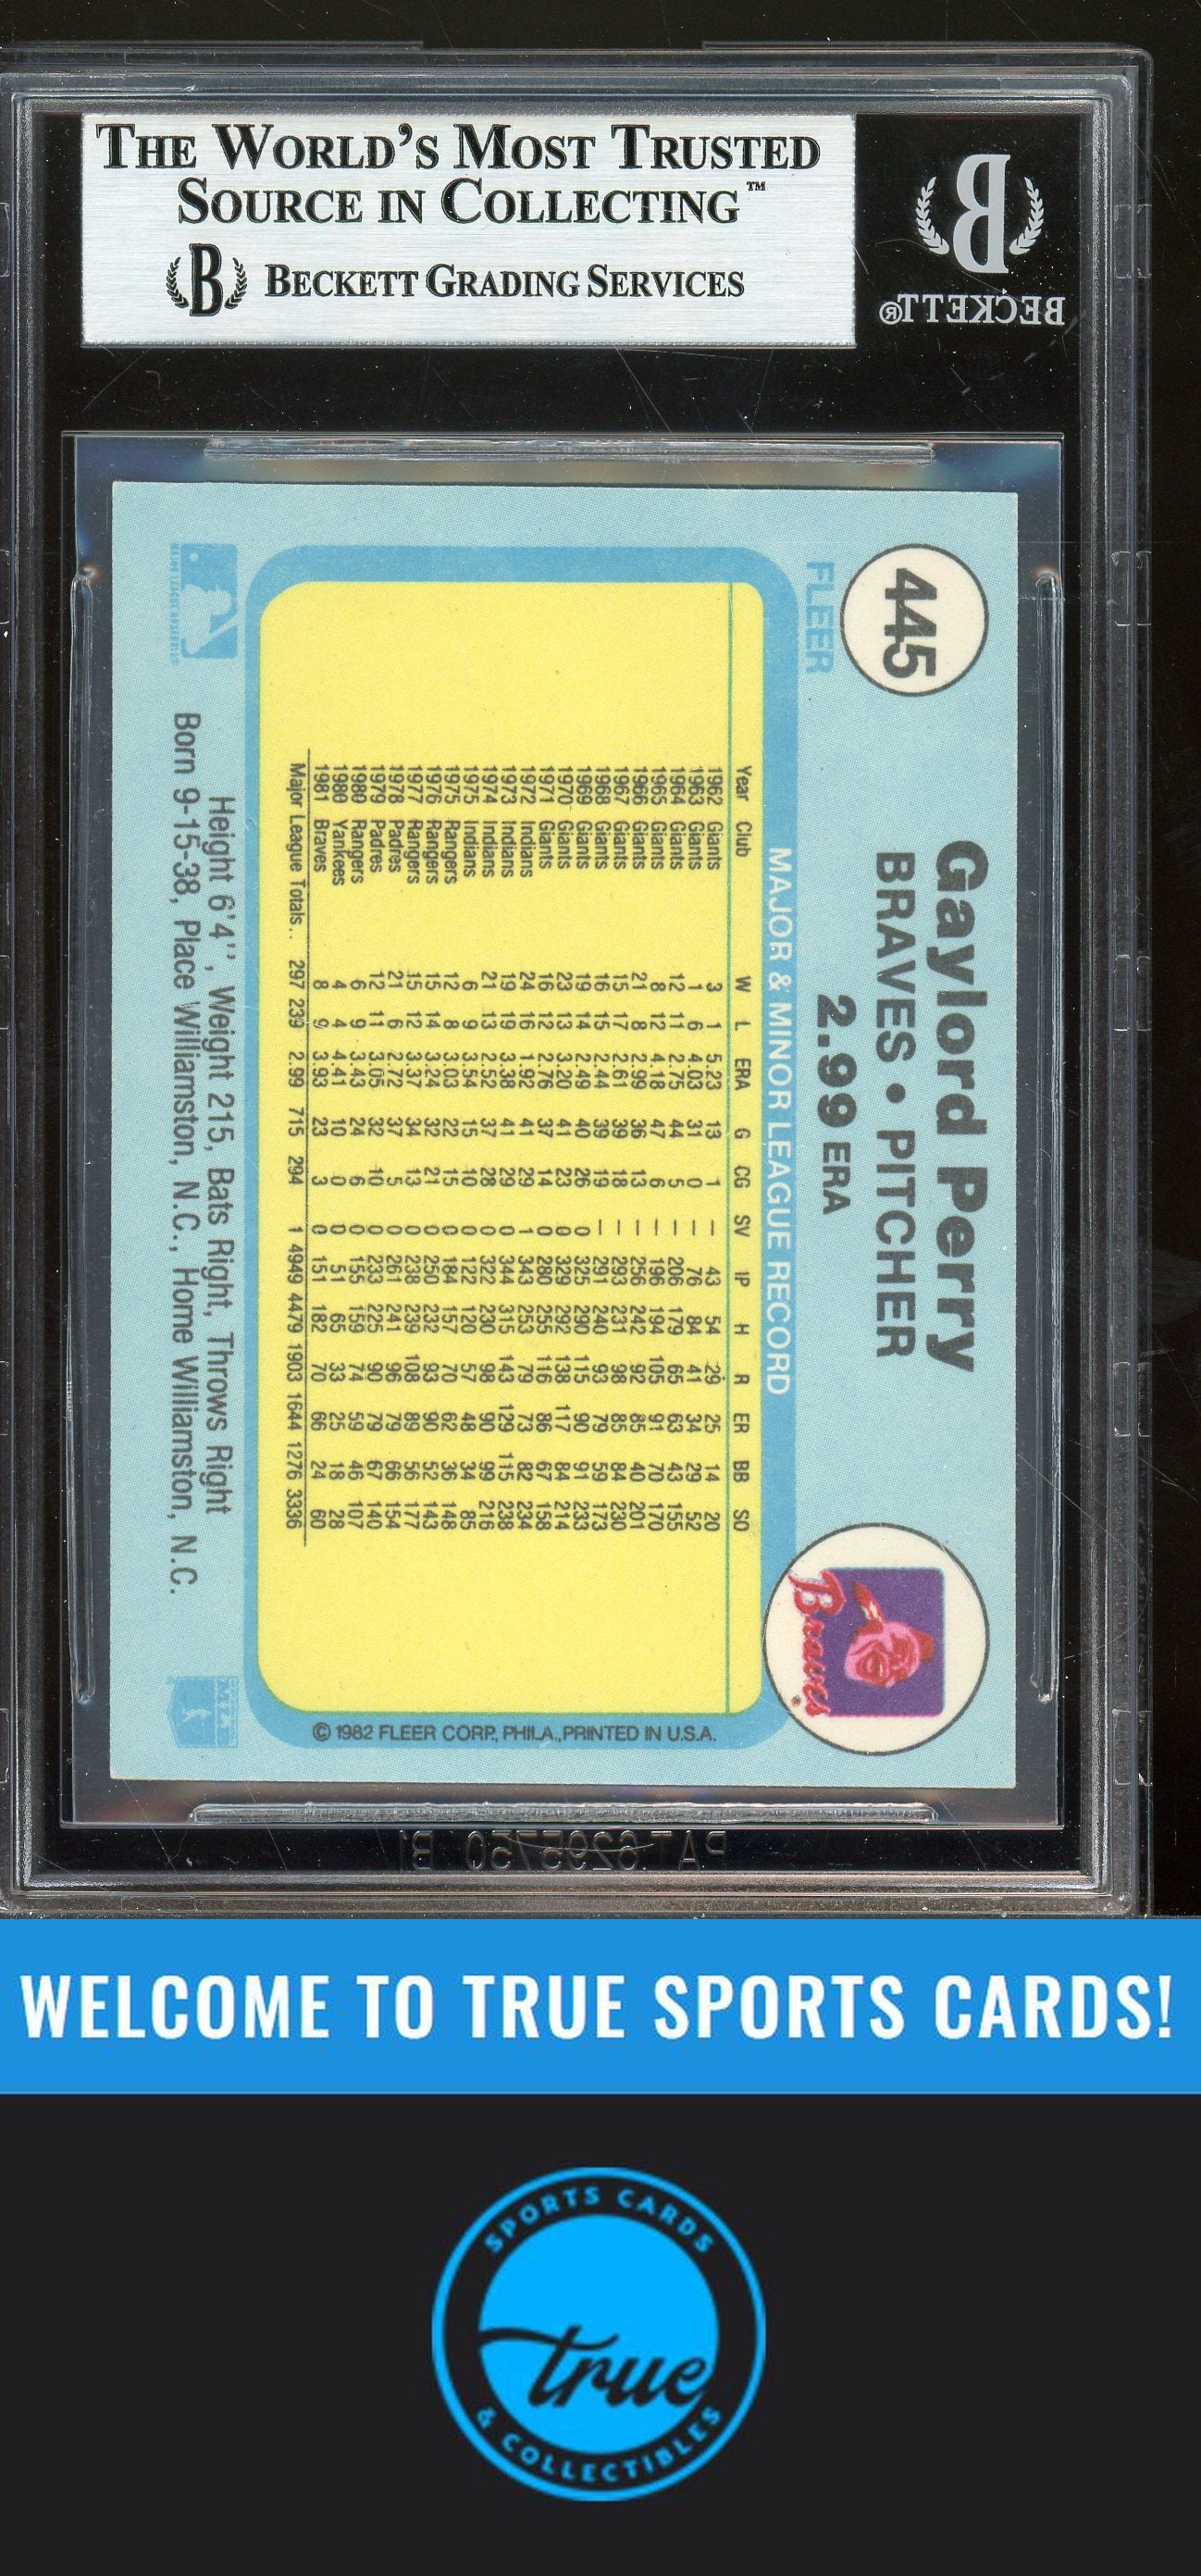 THE WORLD'S MOST TRUSTED
SOURCE IN COLLECTING™
B BECKETT GRADING SERVICES
B
BECKETT®
445
FLEER
Gaylord Perry
BRAVES • PITCHER
2.99 ERA
Braves
MAJOR & MINOR LEAGUE RECORD
Year Club W L ERA G CG SV IP H R ER BB SO
1962 Giants 3 1 5.23 13 1 — 43 54 29 25 14 20
1963 Giants 1 6 4.03 31 0 — 76 84 41 34 29 52
1964 Giants 12 11 2.75 44 5 — 206 179 65 63 43 155
1965 Giants 8 12 4.18 47 6 — 196 194 105 91 70 170
1966 Giants 21 8 2.99 36 13 — 256 242 92 85 40 201
1967 Giants 15 17 2.61 39 18 — 293 231 98 85 84 230
1968 Giants 16 15 2.44 39 19 — 291 240 93 79 59 173
1969 Giants 19 14 2.49 40 26 0 325 290 115 90 91 233
1970 Giants 23 13 3.20 41 23 0 329 292 138 117 84 214
1971 Giants 16 12 2.76 37 14 0 280 255 116 86 67 158
1972 Indians 24 16 1.92 41 29 1 343 253 79 73 82 234
1973 Indians 19 19 3.38 41 29 0 344 315 143 129 115 238
1974 Indians 21 13 2.52 37 28 0 322 230 98 90 99 216
1975 Indians 6 9 3.54 15 10 0 122 120 57 48 34 85
1975 Rangers 12 8 3.03 22 15 0 184 157 70 62 36 148
1976 Rangers 15 14 3.24 32 21 0 250 232 93 90 52 143
1977 Rangers 15 12 3.37 34 13 0 238 239 108 89 56 177
1978 Padres 21 6 2.72 37 5 0 261 241 96 79 66 154
1979 Padres 12 11 3.05 32 10 0 233 225 90 79 67 140
1980 Rangers 6 9 3.43 24 6 0 155 159 74 59 46 107
1980 Yankees 4 4 4.41 10 0 0 51 65 33 25 18 28
1981 Braves 8 9 3.93 23 3 0 151 182 70 66 24 60
Major League Totals.. 297 239 2.99 715 294 1 4949 4479 1903 1644 1276 3336
Height 6'4'', Weight 215, Bats Right, Throws Right
Born 9-15-38, Place Williamston, N.C., Home Williamston, N.C.
© 1982 FLEER CORP., PHILA., PRINTED IN U.S.A.
PAT 6295750 B1
WELCOME TO TRUE SPORTS CARDS!
SPORTS CARDS
true
& COLLECTIBLES